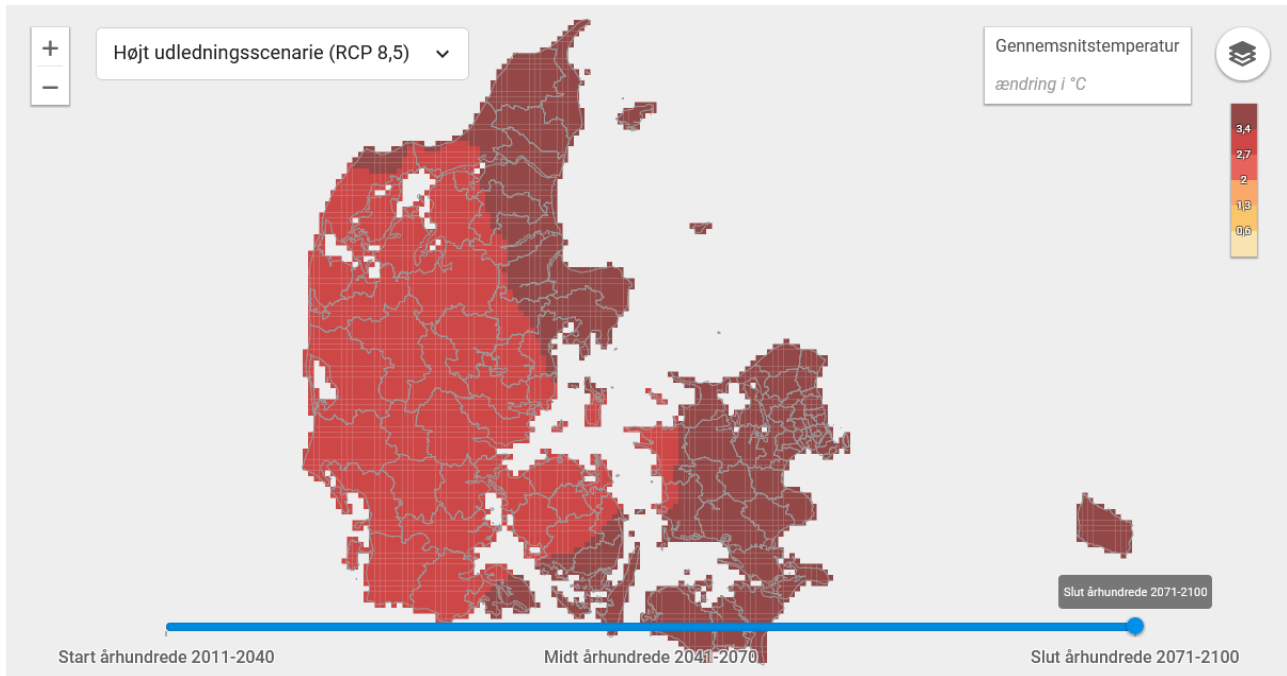 +
Højt udledningsscenarie (RCP 8,5)
−
Gennemsnitstemperatur
ændring i °C
3,4
2,7
2
1,3
0,6
Slut århundrede 2071-2100
Start århundrede 2011-2040
Midt århundrede 2041-2070
Slut århundrede 2071-2100